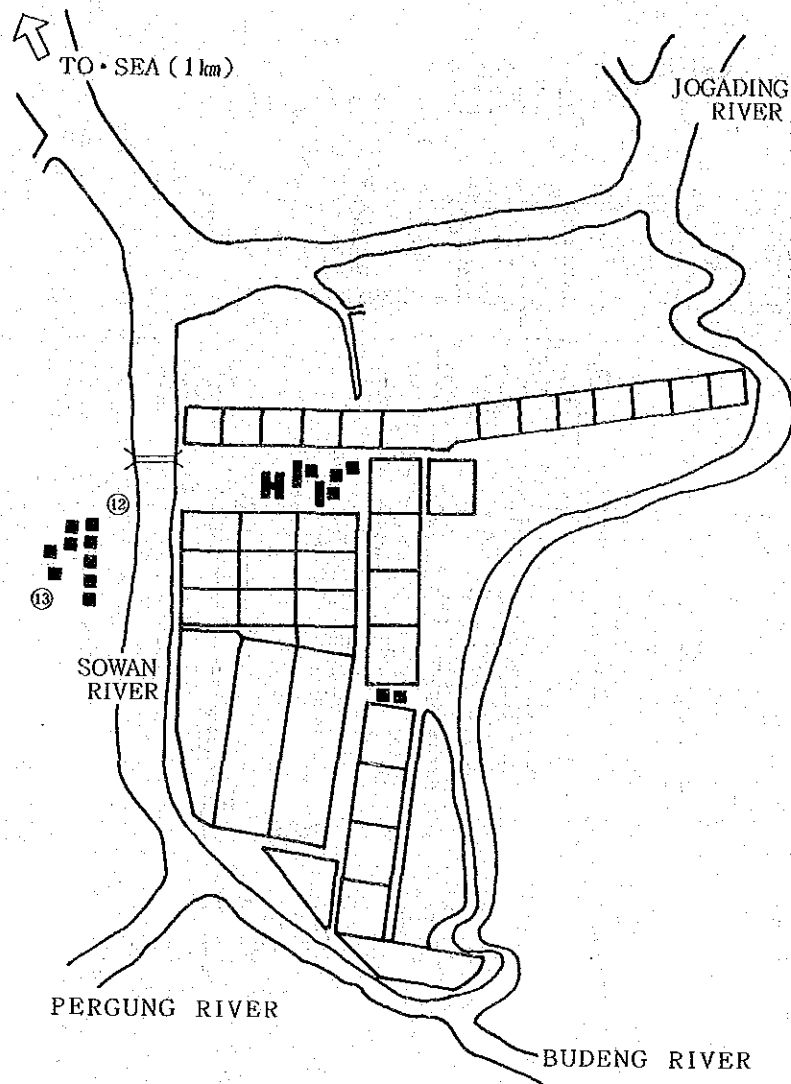 TO・SEA (1km)
JOGADING
RIVER
⑫
⑬
SOWAN
RIVER
PERGUNG RIVER
BUDENG RIVER